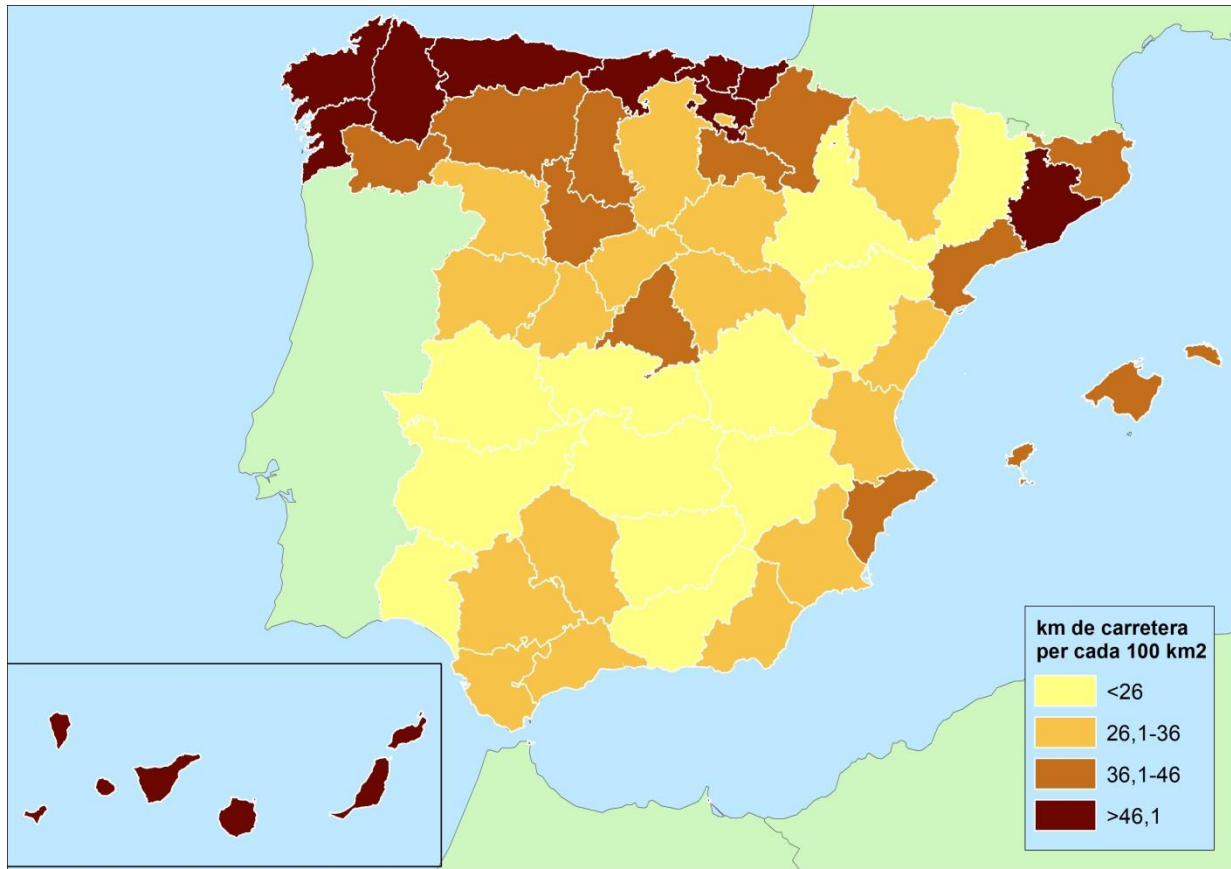 km de carretera
per cada 100 km2
<26
26,1-36
36,1-46
>46,1